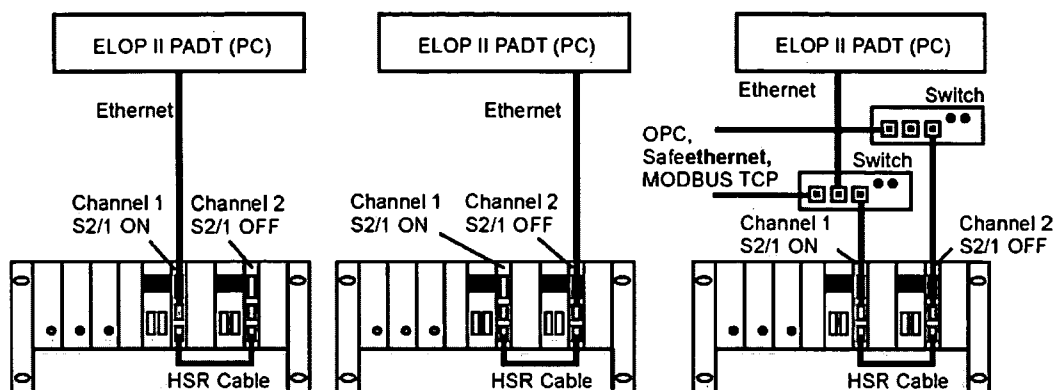 ELOP II PADT (PC)
Ethernet
Channel 1
S2/1 ON
Channel 2
S2/1 OFF
HSR Cable
ELOP II PADT (PC)
Ethernet
Channel 1
S2/1 ON
Channel 2
S2/1 OFF
HSR Cable
ELOP II PADT (PC)
Ethernet
Switch
OPC,
Safeethernet,
MODBUS TCP
Switch
Channel 1
S2/1 ON
Channel 2
S2/1 OFF
HSR Cable